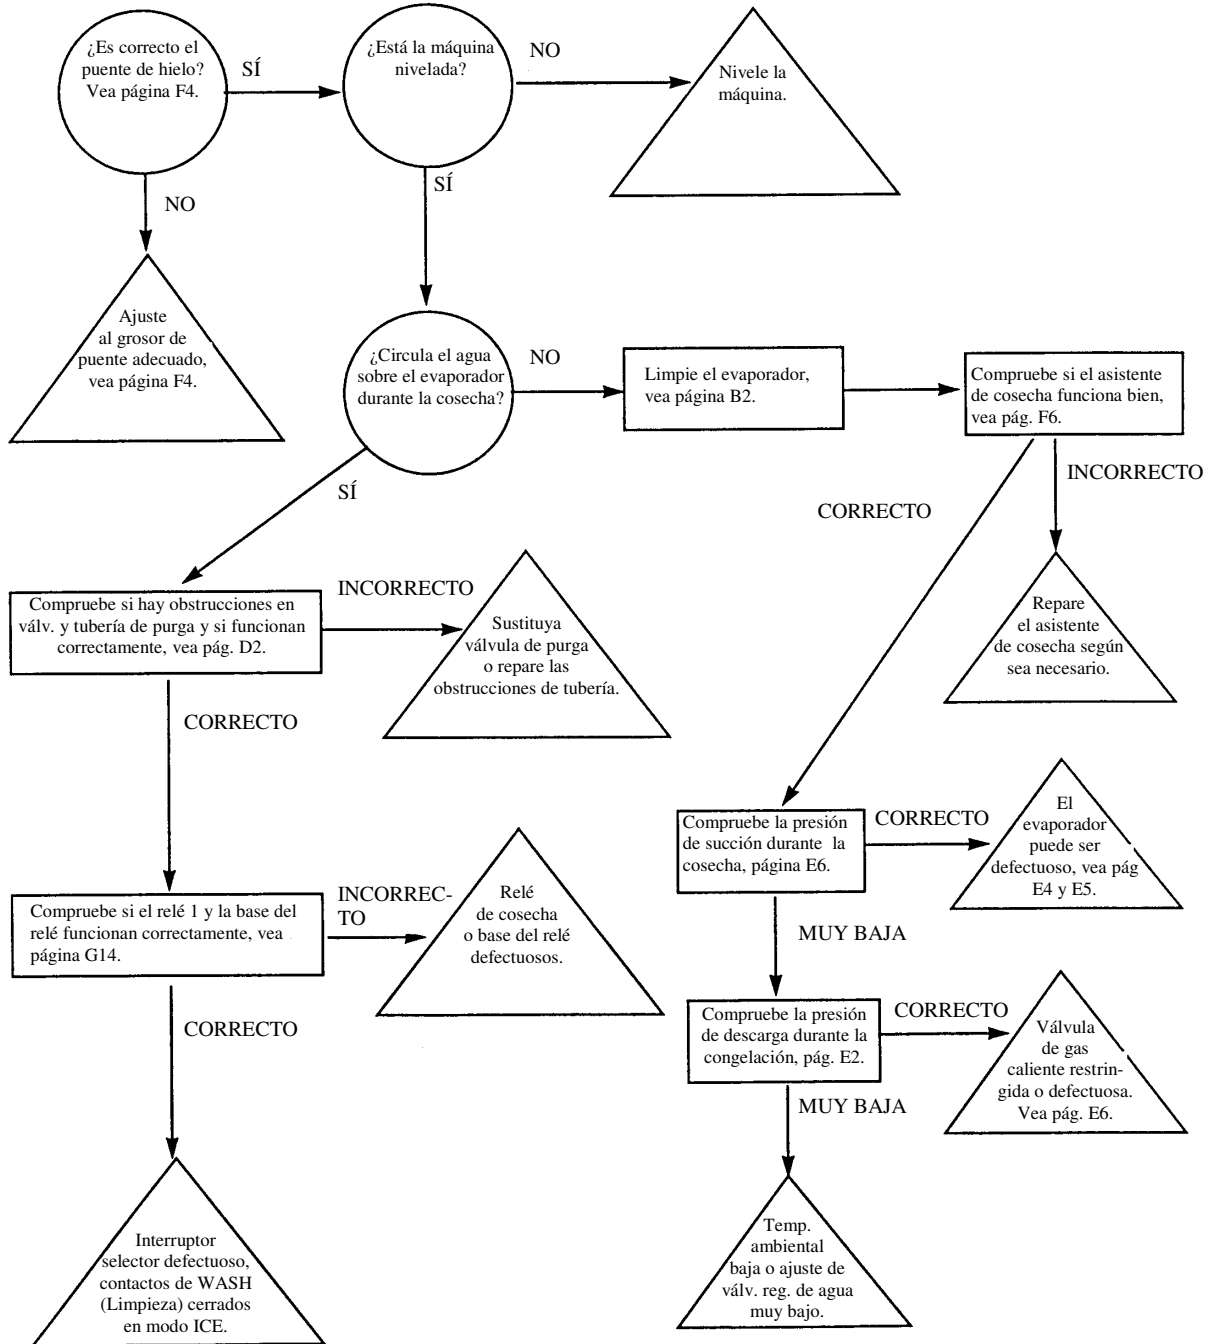 ¿Es correcto el
puente de hielo?
Vea página F4.
SÍ
¿Está la máquina
nivelada?
NO
Nivele la
máquina.
SÍ
NO
Ajuste
al grosor de
puente adecuado,
vea página F4.
¿Circula el agua
sobre el evaporador
durante la cosecha?
NO
Limpie el evaporador,
vea página B2.
Compruebe si el asistente
de cosecha funciona bien,
vea pág. F6.
INCORRECTO
CORRECTO
SÍ
Repare
el asistente
de cosecha según
sea necesario.
Compruebe si hay obstrucciones en
válv. y tubería de purga y si funcionan
correctamente, vea pág. D2.
INCORRECTO
Sustituya
válvula de purga
o repare las
obstrucciones de tubería.
CORRECTO
Compruebe la presión
de succión durante la
cosecha, página E6.
CORRECTO
El
evaporador
puede ser
defectuoso, vea pág
E4 y E5.
Compruebe si el relé 1 y la base del
relé funcionan correctamente, vea
página G14.
INCORREC-
TO
Relé
de cosecha
o base del relé
defectuosos.
MUY BAJA
Compruebe la presión
de descarga durante la
congelación, pág. E2.
CORRECTO
Válvula
de gas
caliente restrin-
gida o defectuosa.
Vea pág. E6.
CORRECTO
MUY BAJA
Interruptor
selector defectuoso,
contactos de WASH
(Limpieza) cerrados
en modo ICE.
Temp.
ambiental
baja o ajuste de
válv. reg. de agua
muy bajo.